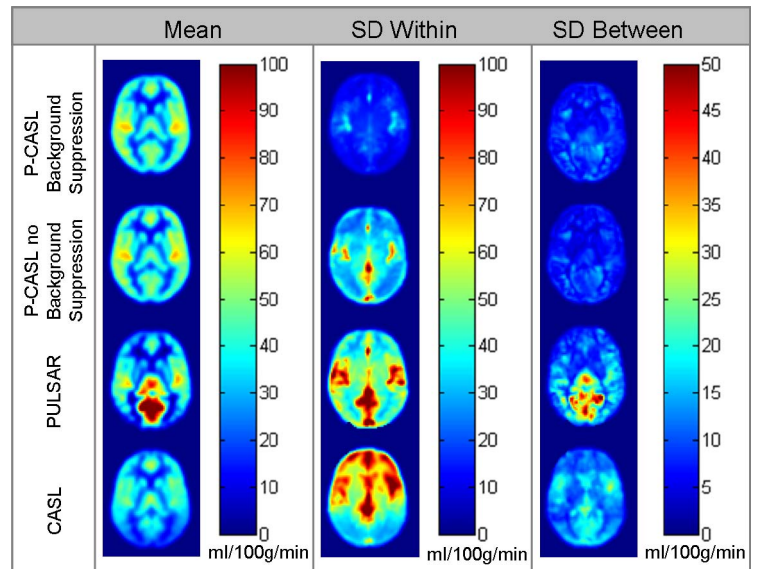 Mean
SD Within
SD Between
P-CASL
Background
Suppression
P-CASL no
Background
Suppression
PULSAR
CASL
100
90
80
70
60
50
40
30
20
10
0
ml/100g/min
100
90
80
70
60
50
40
30
20
10
0
ml/100g/min
50
45
40
35
30
25
20
15
10
5
0
ml/100g/min